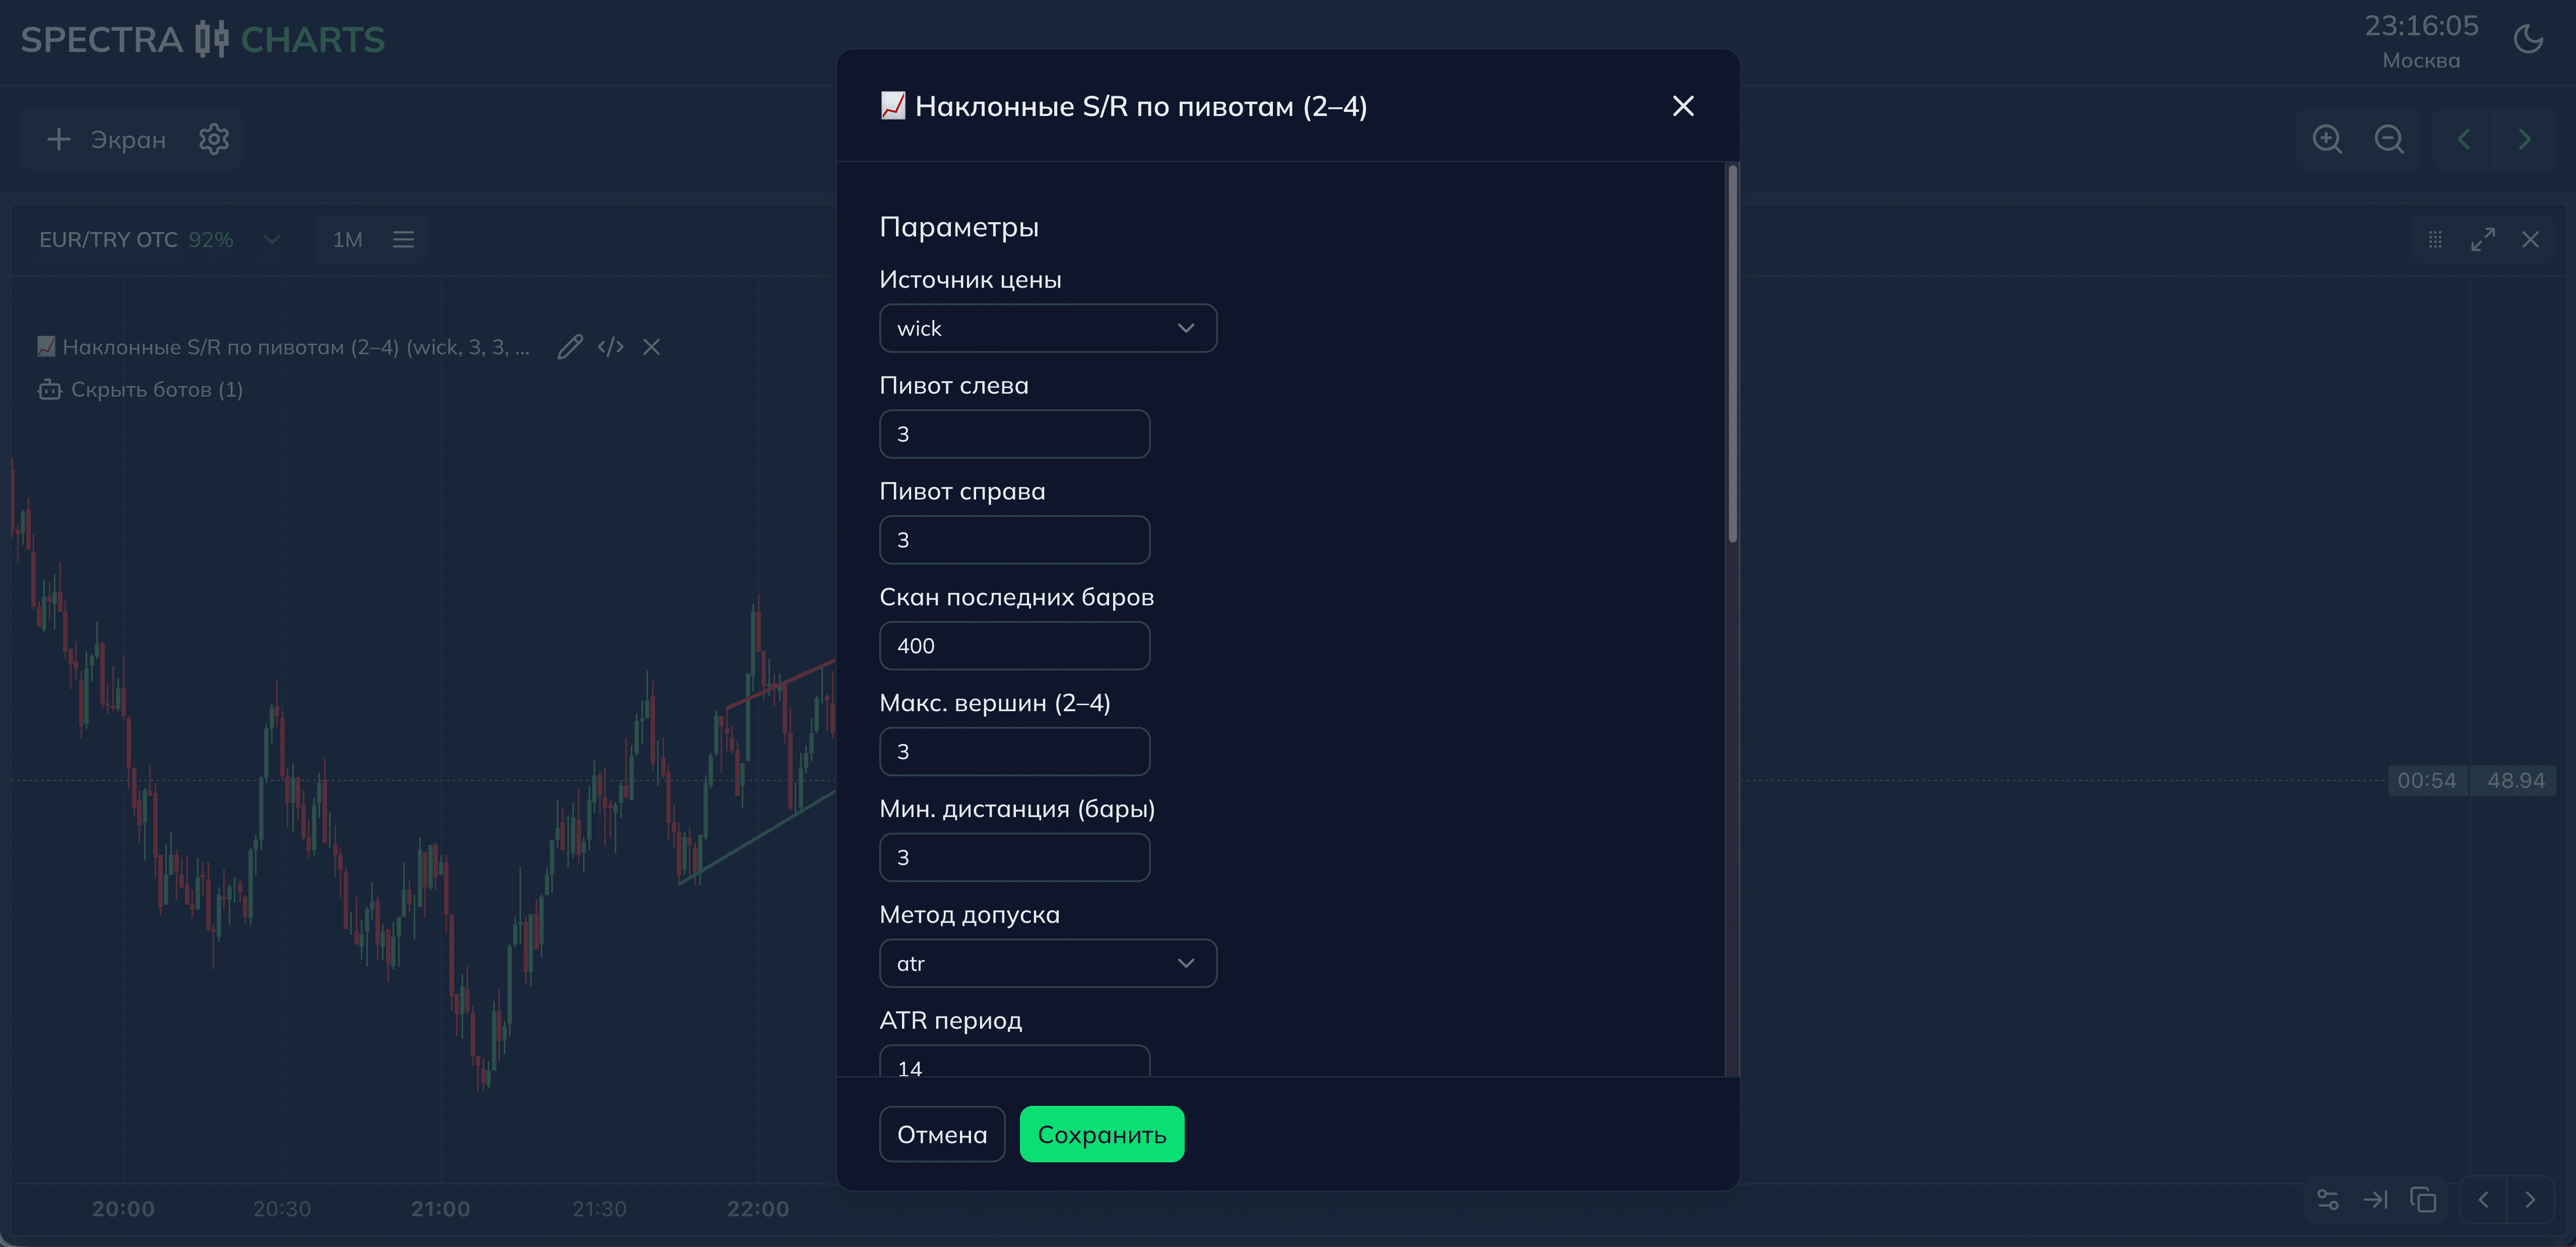 SPECTRA CHARTS
23:16:05
Москва
Экран
EUR/TRY OTC 92%
1M
Наклонные S/R по пивотам (2–4) (wick, 3, 3, ...
Скрыть ботов (1)
Наклонные S/R по пивотам (2–4)
Параметры
Источник цены
wick
Пивот слева
3
Пивот справа
3
Скан последних баров
400
Макс. вершин (2–4)
3
Мин. дистанция (бары)
3
Метод допуска
atr
ATR период
14
Отмена
Сохранить
00:54
48.94
20:00
20:30
21:00
21:30
22:00